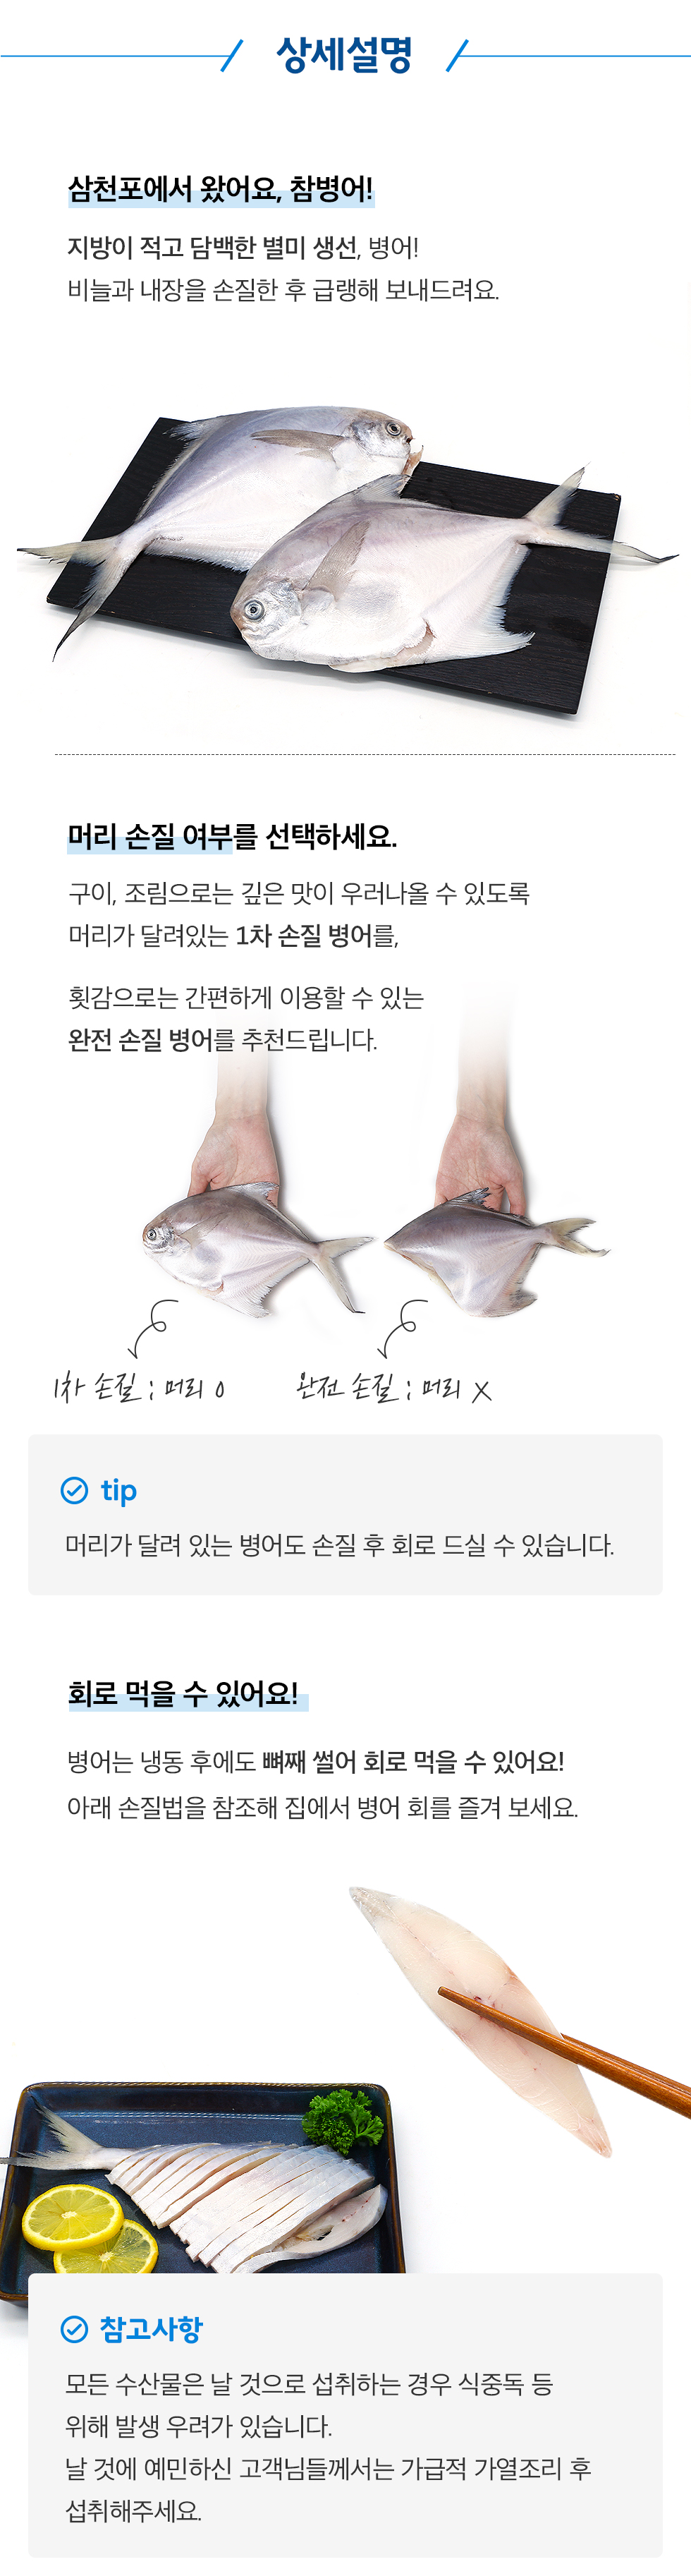 상세설명
삼천포에서 왔어요, 참병어!
지방이 적고 담백한 별미 생선, 병어!
비늘과 내장을 손질한 후 급랭해 보내드려요.
머리 손질 여부를 선택하세요.
구이, 조림으로는 깊은 맛이 우러나올 수 있도록
머리가 달려있는 1차 손질 병어를,
횟감으로는 간편하게 이용할 수 있는
완전 손질 병어를 추천드립니다.
1차 손질 : 머리 O 완전 손질 : 머리 X
tip
머리가 달려 있는 병어도 손질 후 회로 드실 수 있습니다.
회로 먹을 수 있어요!
병어는 냉동 후에도 뼈째 썰어 회로 먹을 수 있어요!
아래 손질법을 참조해 집에서 병어 회를 즐겨 보세요.
참고사항
모든 수산물은 날 것으로 섭취하는 경우 식중독 등
위해 발생 우려가 있습니다.
날 것에 예민하신 고객님들께서는 가급적 가열조리 후
섭취해주세요.